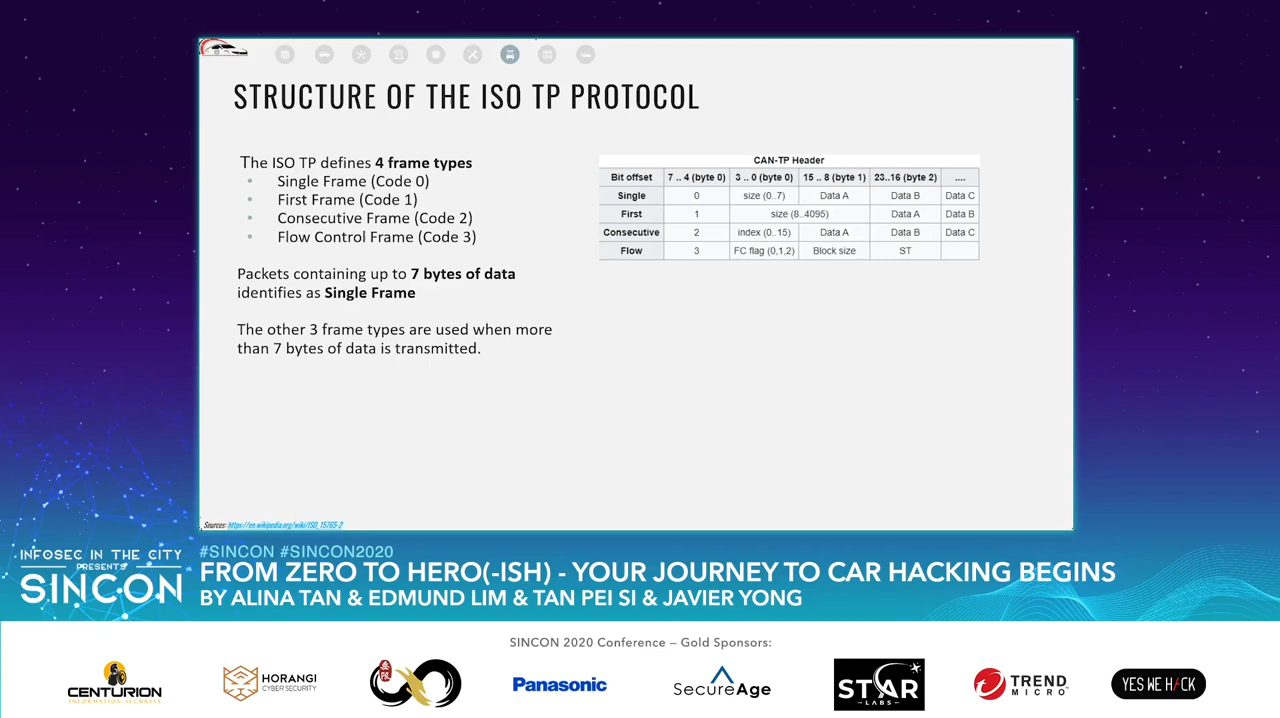 STRUCTURE OF THE ISO TP PROTOCOL
The ISO TP defines 4 frame types
• Single Frame (Code 0)
• First Frame (Code 1)
• Consecutive Frame (Code 2)
• Flow Control Frame (Code 3)
Packets containing up to 7 bytes of data
identifies as Single Frame
The other 3 frame types are used when more
than 7 bytes of data is transmitted.
CAN-TP Header
Bit offset 7 .. 4 (byte 0) 3 .. 0 (byte 0) 15 .. 8 (byte 1) 23..16 (byte 2) ....
Single 0 size (0..7) Data A Data B Data C
First 1 size (8..4095) Data A Data B
Consecutive 2 index (0..15) Data A Data B Data C
Flow 3 FC flag (0,1,2) Block size ST
Sources: https://en.wikipedia.org/wiki/ISO_15765-2
INFOSEC IN THE CITY
PRESENTS
SINCON
#SINCON #SINCON2020
FROM ZERO TO HERO(-ISH) - YOUR JOURNEY TO CAR HACKING BEGINS
BY ALINA TAN & EDMUND LIM & TAN PEI SI & JAVIER YONG
SINCON 2020 Conference – Gold Sponsors:
CENTURION
INFORMATION SECURITY
HORANGI
CYBER SECURITY
Panasonic
SecureAge
STAR
LABS
TREND
MICRO
YES WE H/CK